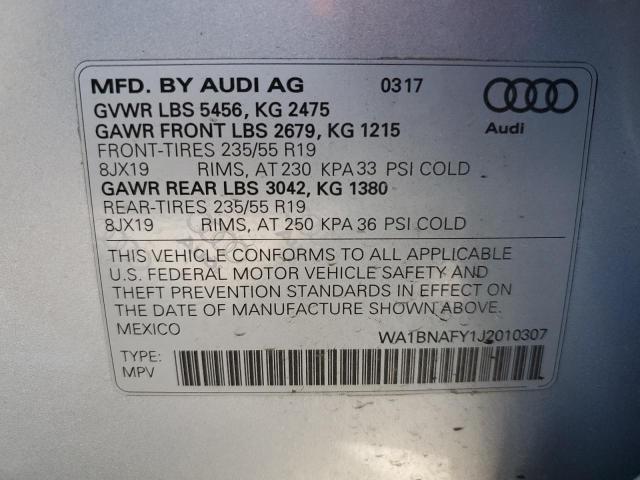 MFD. BY AUDI AG 0317
GVWR LBS 5456, KG 2475
GAWR FRONT LBS 2679, KG 1215
Audi
FRONT-TIRES 235/55 R19
8JX19 RIMS, AT 230 KPA 33 PSI COLD
GAWR REAR LBS 3042, KG 1380
REAR-TIRES 235/55 R19
8JX19 RIMS, AT 250 KPA 36 PSI COLD
THIS VEHICLE CONFORMS TO ALL APPLICABLE
U.S. FEDERAL MOTOR VEHICLE SAFETY AND
THEFT PREVENTION STANDARDS IN EFFECT ON
THE DATE OF MANUFACTURE SHOWN ABOVE.
MEXICO WA1BNAFY1J2010307
TYPE:
MPV